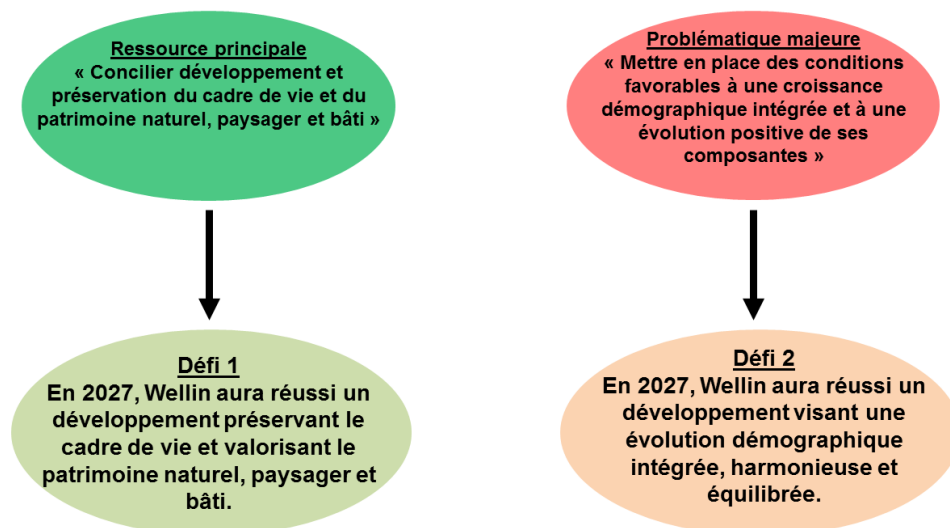 Ressource principale
« Concilier développement et
préservation du cadre de vie et du
patrimoine naturel, paysager et bâti »
Problématique majeure
« Mettre en place des conditions
favorables à une croissance
démographique intégrée et à une
évolution positive de ses
composantes »
Défi 1
En 2027, Wellin aura réussi un
développement préservant le
cadre de vie et valorisant le
patrimoine naturel, paysager et
bâti.
Défi 2
En 2027, Wellin aura réussi un
développement visant une
évolution démographique
intégrée, harmonieuse et
équilibrée.